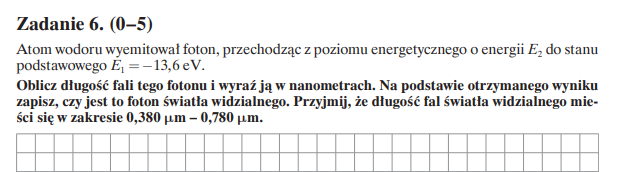 Zadanie 6. (0–5)
Atom wodoru wyemitował foton, przechodząc z poziomu energetycznego o energii E₂ do stanu
podstawowego E₁ = −13,6 eV.
Oblicz długość fali tego fotonu i wyraź ją w nanometrach. Na podstawie otrzymanego wyniku
zapisz, czy jest to foton światła widzialnego. Przyjmij, że długość fal światła widzialnego mie-
ści się w zakresie 0,380 μm – 0,780 μm.